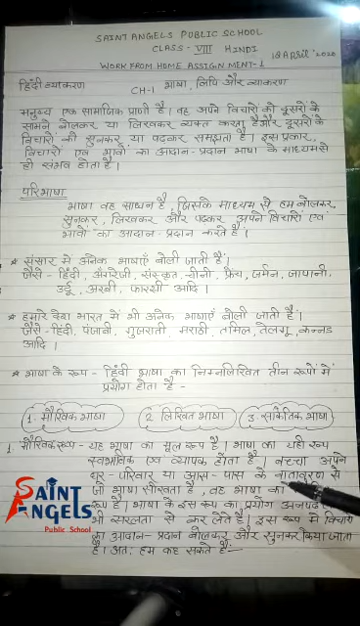 SAINT ANGELS PUBLIC SCHOOL
CLASS - VIII HINDI
18 April 2020
WORK FROM HOME ASSIGNMENT-1
हिंदी व्याकरण
CH-1 भाषा, लिपि और व्याकरण
मनुष्य एक सामाजिक प्राणी है। वह अपने विचारों को दूसरों के
सामने बोलकर या लिखकर व्यक्त करता है और दूसरों के
विचारों को सुनकर या पढ़कर समझता है। इस प्रकार,
विचारों एवं भावों का आदान-प्रदान भाषा के माध्यम से
ही संभव होता है।
परिभाषा
भाषा वह साधन है, जिसके माध्यम से हम बोलकर,
सुनकर, लिखकर और पढ़कर अपने विचारों एवं
भावों का आदान-प्रदान करते हैं।
* संसार में अनेक भाषाएँ बोली जाती हैं।
जैसे - हिंदी, अंगरेजी, संस्कृत, चीनी, फ्रेंच, जर्मन, जापानी,
उर्दू, अरबी, फारसी आदि।
* हमारे देश भारत में भी अनेक भाषाएँ बोली जाती हैं।
जैसे-हिन्दी, पंजाबी, गुजराती, मराठी, तमिल, तेलगू, कन्नड
आदि।
* भाषा के रूप - हिंदी भाषा का निम्नलिखित तीन रूपों में
प्रयोग होता है -
1. मौखिक भाषा 2 लिखित भाषा 3. सांकेतिक भाषा
1. मौखिक रूप - यह भाषा का मूल रूप है। भाषा का यही रूप
स्वभाविक एवं व्यापक होता है। बच्चा अपने
घर-परिवार या आस-पास के वातावरण से
जो भाषा सीखता है, वह भाषा का
रूप है। भाषा के इस रूप का प्रयोग अनपढ़
भी सरलता से कर लेते हैं। इस रूप में विचारों
का आदान-प्रदान बोलकर और सुनकर किया जाता
है। अतः हम कह सकते हैं:-
SAINT
ANGELS
Public School